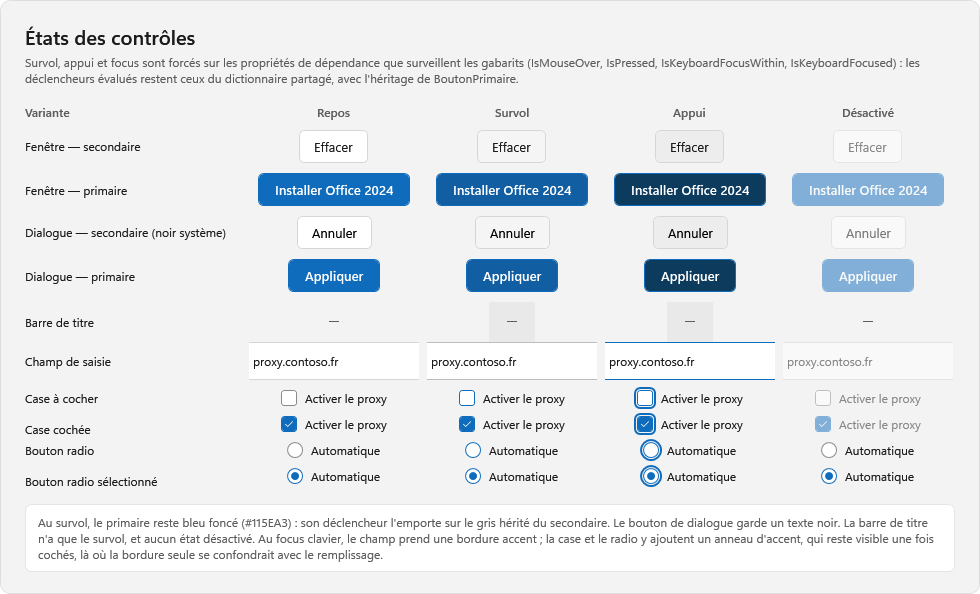 États des contrôles
Survol, appui et focus sont forcés sur les propriétés de dépendance que surveillent les gabarits (IsMouseOver, IsPressed, IsKeyboardFocusWithin, IsKeyboardFocused) : les
déclencheurs évalués restent ceux du dictionnaire partagé, avec l'héritage de BoutonPrimaire.
Variante Repos Survol Appui Désactivé
Fenêtre — secondaire Effacer Effacer Effacer Effacer
Fenêtre — primaire Installer Office 2024 Installer Office 2024 Installer Office 2024 Installer Office 2024
Dialogue — secondaire (noir système) Annuler Annuler Annuler Annuler
Dialogue — primaire Appliquer Appliquer Appliquer Appliquer
Barre de titre — — — —
Champ de saisie proxy.contoso.fr proxy.contoso.fr proxy.contoso.fr proxy.contoso.fr
Case à cocher Activer le proxy Activer le proxy Activer le proxy Activer le proxy
Case cochée Activer le proxy Activer le proxy Activer le proxy Activer le proxy
Bouton radio Automatique Automatique Automatique Automatique
Bouton radio sélectionné Automatique Automatique Automatique Automatique
Au survol, le primaire reste bleu foncé (#115EA3) : son déclencheur l'emporte sur le gris hérité du secondaire. Le bouton de dialogue garde un texte noir. La barre de titre
n'a que le survol, et aucun état désactivé. Au focus clavier, le champ prend une bordure accent ; la case et le radio y ajoutent un anneau d'accent, qui reste visible une fois
cochés, là où la bordure seule se confondrait avec le remplissage.